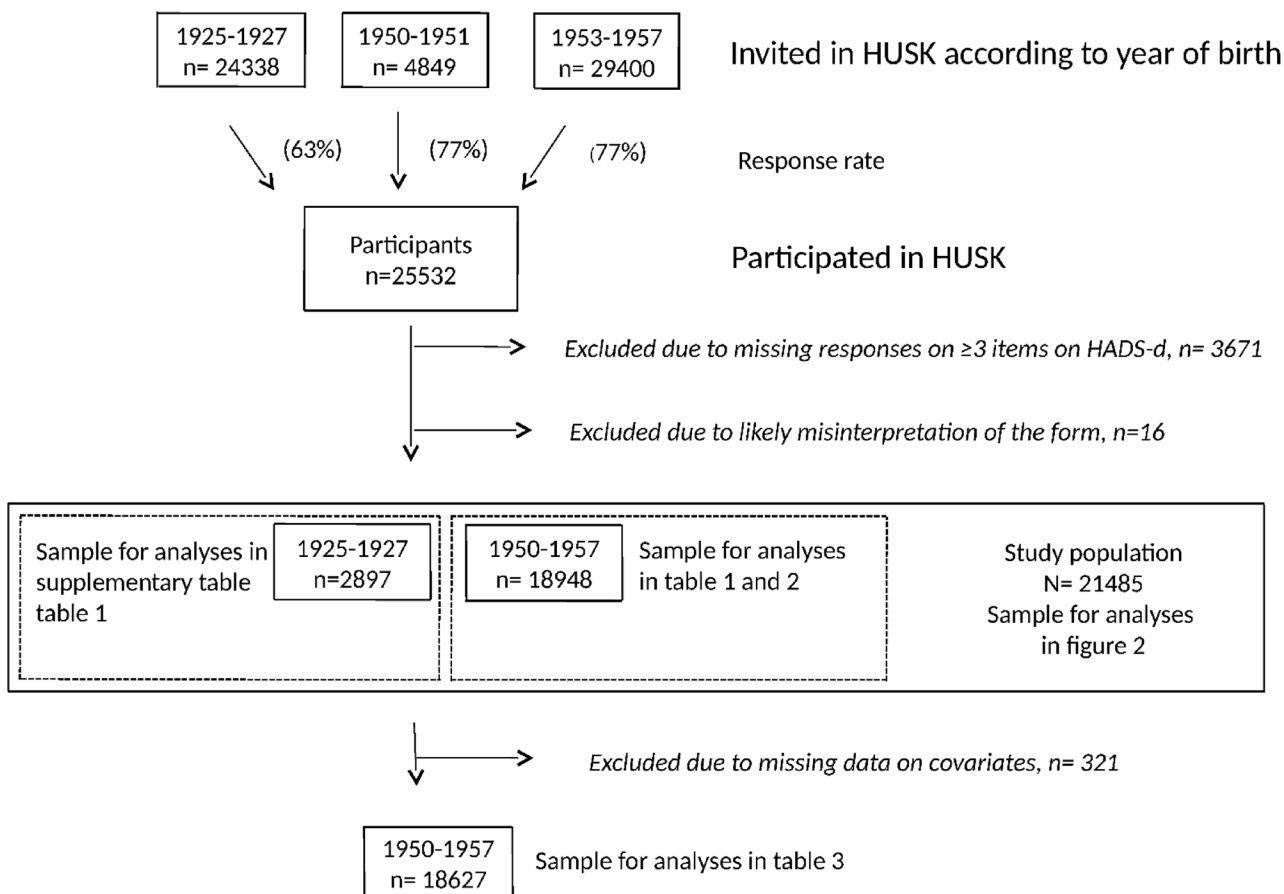 1925-1927
n= 24338
1950-1951
n= 4849
1953-1957
n= 29400
Invited in HUSK according to year of birth
(63%)
(77%)
(77%)
Response rate
Participants
n=25532
Participated in HUSK
Excluded due to missing responses on ≥3 items on HADS-d, n= 3671
Excluded due to likely misinterpretation of the form, n=16
Sample for analyses in
supplementary table
table 1
1925-1927
n=2897
1950-1957
n= 18948
Sample for analyses
in table 1 and 2
Study population
N= 21485
Sample for analyses
in figure 2
Excluded due to missing data on covariates, n= 321
1950-1957
n= 18627
Sample for analyses in table 3